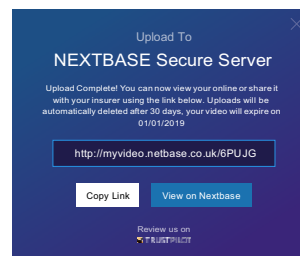 Upload To
NEXTBASE Secure Server
Upload Complete! You can now view your online or share it
with your insurer using the link below. Uploads will be
automatically deleted after 30 days, your video will expire on
01/01/2019
http://myvideo.netbase.co.uk/6PUJG
Copy Link
View on Nextbase
Review us on
TRUSTPILOT